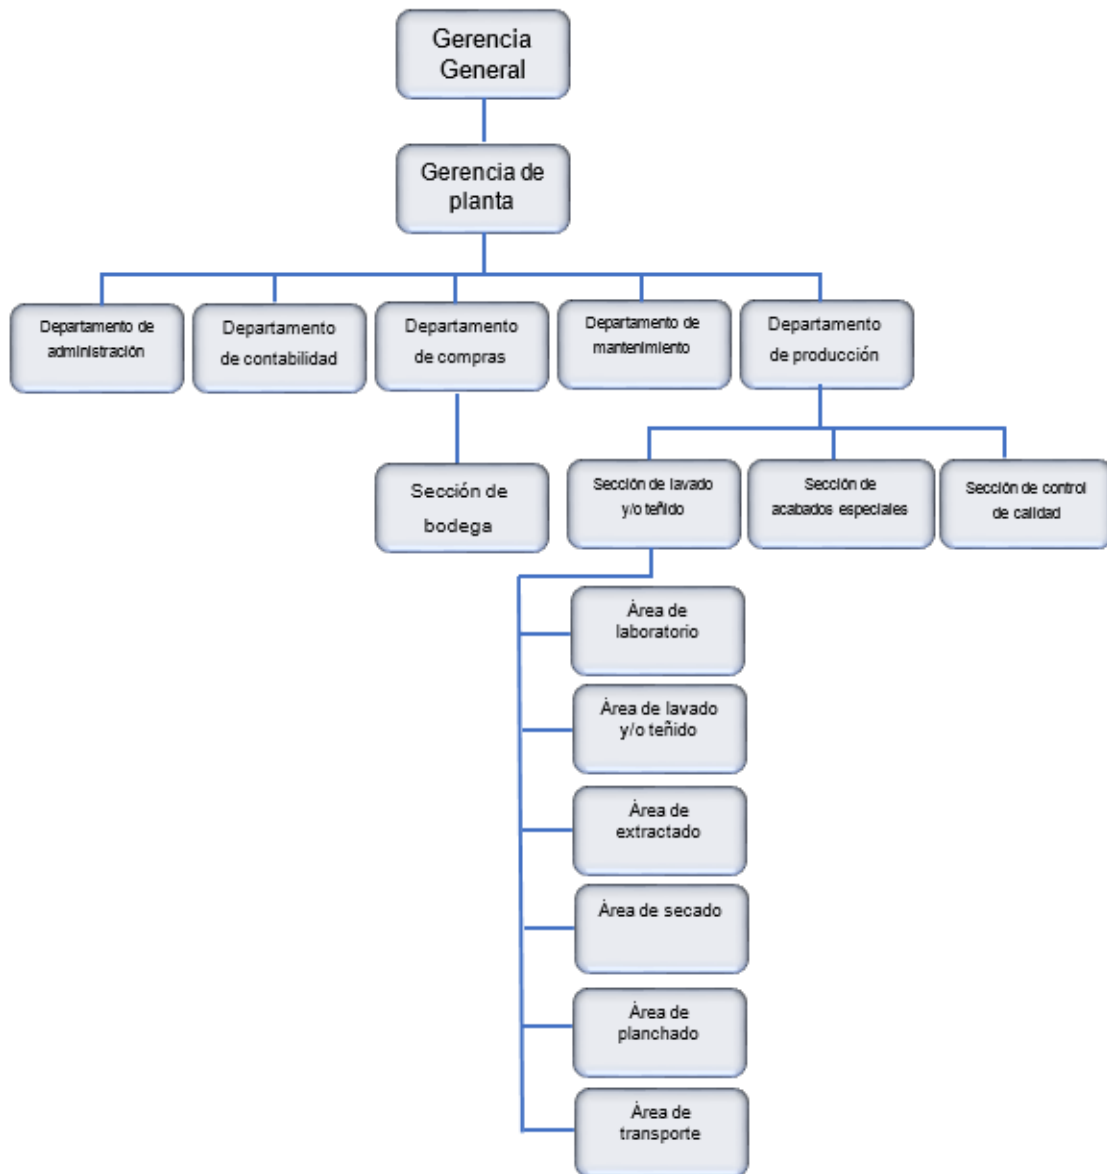 Gerencia
General
Gerencia de
planta
Departamento de
administración
Departamento
de contabilidad
Departamento
de compras
Departamento de
mantenimiento
Departamento
de producción
Sección de
bodega
Sección de lavado
y/o teñido
Sección de
acabados especiales
Sección de control
de calidad
Área de
laboratorio
Área de lavado
y/o teñido
Área de
extractado
Área de secado
Área de
planchado
Área de
transporte